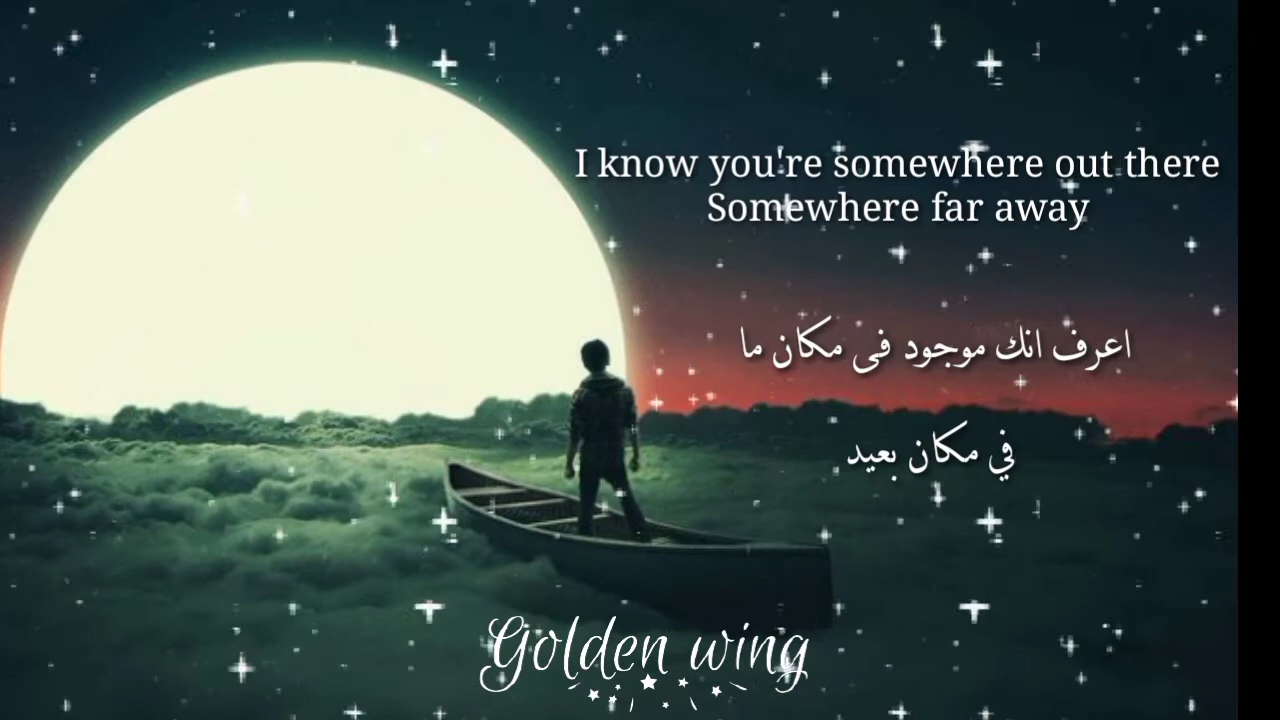 I know you're somewhere out there
Somewhere far away
اعرف انك موجود فى مكان ما
في مكان بعيد
Golden wing